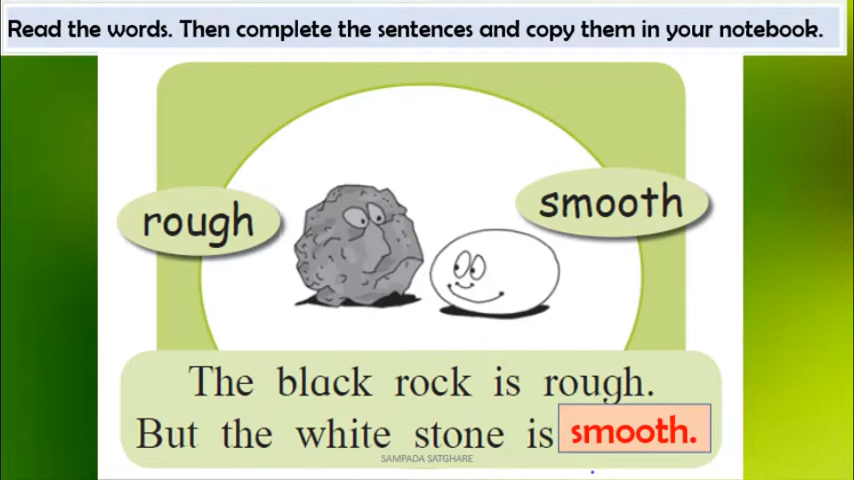 Read the words. Then complete the sentences and copy them in your notebook.
rough
smooth
The black rock is rough.
But the white stone is smooth.
SAMPADA SATGHARE